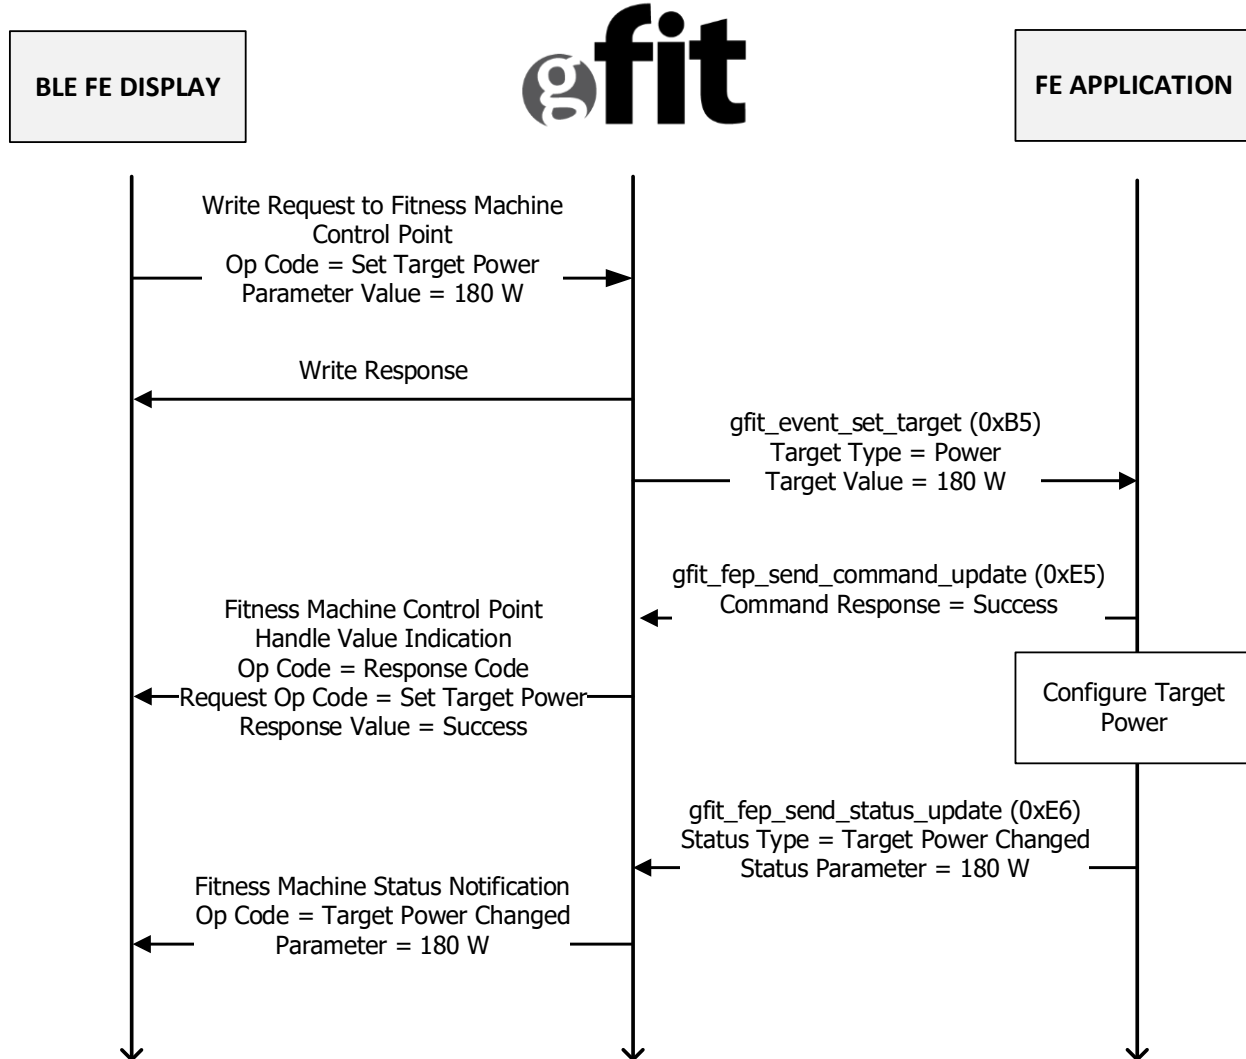 gfit
BLE FE DISPLAY
FE APPLICATION
Write Request to Fitness Machine
Control Point
Op Code = Set Target Power
Parameter Value = 180 W
Write Response
gfit_event_set_target (0xB5)
Target Type = Power
Target Value = 180 W
gfit_fep_send_command_update (0xE5)
Command Response = Success
Fitness Machine Control Point
Handle Value Indication
Op Code = Response Code
Request Op Code = Set Target Power
Response Value = Success
Configure Target
Power
gfit_fep_send_status_update (0xE6)
Status Type = Target Power Changed
Status Parameter = 180 W
Fitness Machine Status Notification
Op Code = Target Power Changed
Parameter = 180 W